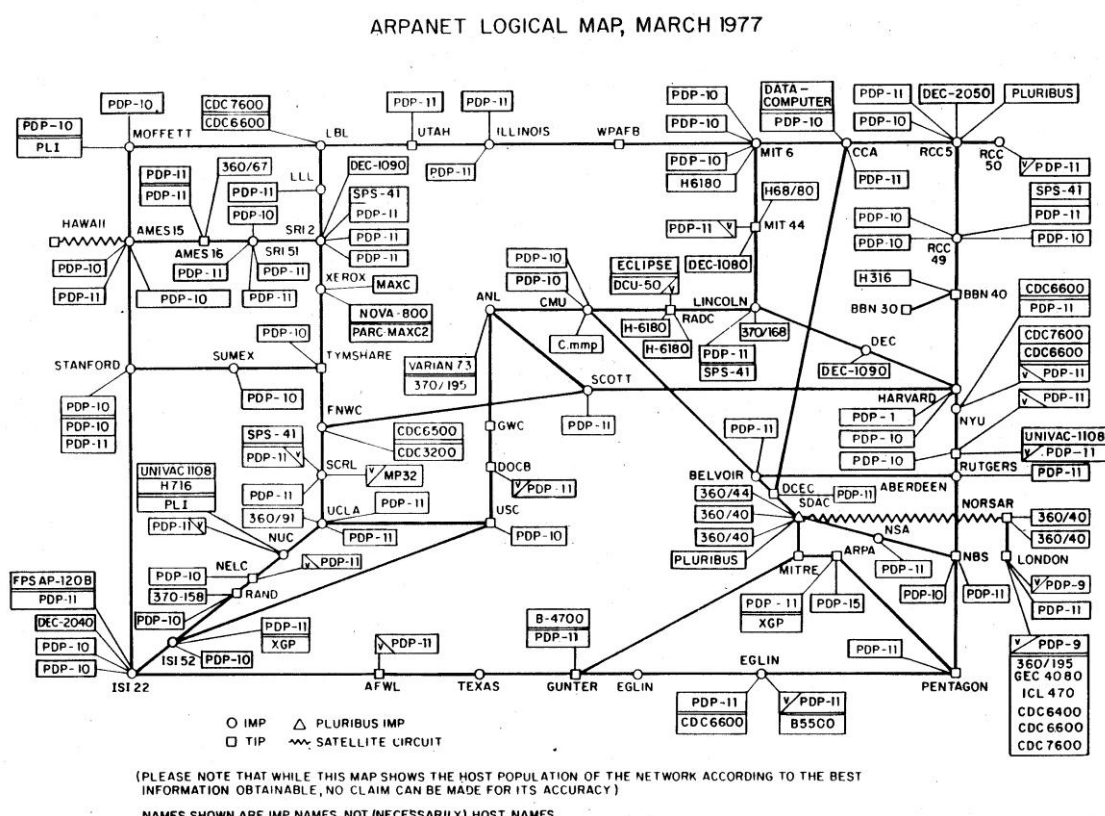 ARPANET LOGICAL MAP, MARCH 1977
PDP-10
PDP-10
PLI
MOFFETT
CDC7600
CDC6600
LBL
PDP-11
UTAH
PDP-11
ILLINOIS
PDP-11
WPAFB
PDP-10
PDP-10
PDP-10
H6180
MIT 6
DATA-
COMPUTER
PDP-10
CCA
PDP-11
PDP-11
PDP-10
DEC-2050
PLURIBUS
RCC 5
RCC
50
V PDP-11
LLL
PDP-11
PDP-11
PDP-11
360/67
HAWAII
AMES 15
PDP-10
PDP-11
PDP-10
AMES 16
PDP-10
PDP-11
SRI 51
PDP-11
PDP-11
SRI 2
DEC-1090
SPS-41
PDP-11
PDP-11
PDP-11
XEROX
MAXC
NOVA-800
PARC-MAXC2
H68/80
PDP-11 V
MIT 44
DEC-1080
SPS-41
PDP-11
PDP-10
PDP-10
PDP-10
RCC
49
H316
BBN 40
BBN 30
PDP-10
PDP-10
CMU
C.mmp
ECLIPSE
DCU-50 V
RADC
H-6180
H-6180
LINCOLN
370/168
PDP-11
SPS-41
DEC
DEC-1090
ANL
VARIAN 73
370/195
STANFORD
PDP-10
PDP-10
PDP-11
SUMEX
PDP-10
PDP-10
TYMSHARE
SCOTT
PDP-11
HARVARD
PDP-1
PDP-10
PDP-10
CDC6600
PDP-11
CDC7600
CDC6600
V PDP-11
V PDP-11
NYU
UNIVAC-1108
V PDP-11
RUTGERS
PDP-11
ABERDEEN
FNWC
CDC6500
CDC3200
GWC
SPS-41
PDP-11 V
SCRL
V MP32
PDP-11
DOCB
V PDP-11
PDP-11
BELVOIR
DCEC
PDP-11
UNIVAC 1108
H716
PLI
PDP-11 V
NUC
360/91
UCLA
PDP-11
PDP-11
USC
PDP-10
360/44
360/40
360/40
PLURIBUS
SDAC
NSA
PDP-11
NORSAR
360/40
360/40
NELC
PDP-10
V PDP-11
370-158
RAND
PDP-10
MITRE
ARPA
PDP-11
XGP
PDP-15
NBS
PDP-10
PDP-11
LONDON
V PDP-9
PDP-11
V PDP-9
360/195
GEC 4080
ICL 470
CDC6400
CDC6600
CDC7600
FPS AP-120B
PDP-11
DEC-2040
PDP-10
PDP-10
ISI 22
ISI 52
PDP-11
XGP
PDP-10
V PDP-11
AFWL
TEXAS
B-4700
PDP-11
GUNTER
EGLIN
EGLIN
PDP-11
CDC6600
V PDP-11
B5500
PDP-11
PENTAGON
IMP
PLURIBUS IMP
TIP
SATELLITE CIRCUIT
(PLEASE NOTE THAT WHILE THIS MAP SHOWS THE HOST POPULATION OF THE NETWORK ACCORDING TO THE BEST
INFORMATION OBTAINABLE, NO CLAIM CAN BE MADE FOR ITS ACCURACY)
NAMES SHOWN ARE IMP NAMES, NOT (NECESSARILY) HOST NAMES